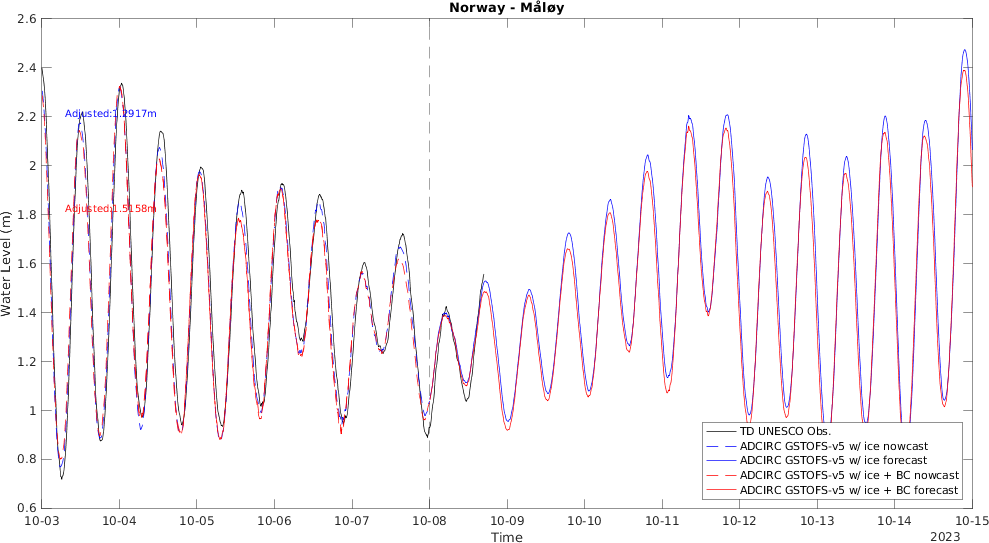 Norway - Måløy
2.6
2.4
2.2
2
1.8
1.6
1.4
1.2
1
0.8
0.6
Water Level (m)
Adjusted:1.2917m
Adjusted:1.5158m
TD UNESCO Obs.
ADCIRC GSTOFS-v5 w/ ice nowcast
ADCIRC GSTOFS-v5 w/ ice forecast
ADCIRC GSTOFS-v5 w/ ice + BC nowcast
ADCIRC GSTOFS-v5 w/ ice + BC forecast
10-03 10-04 10-05 10-06 10-07 10-08 10-09 10-10 10-11 10-12 10-13 10-14 10-15
Time
2023